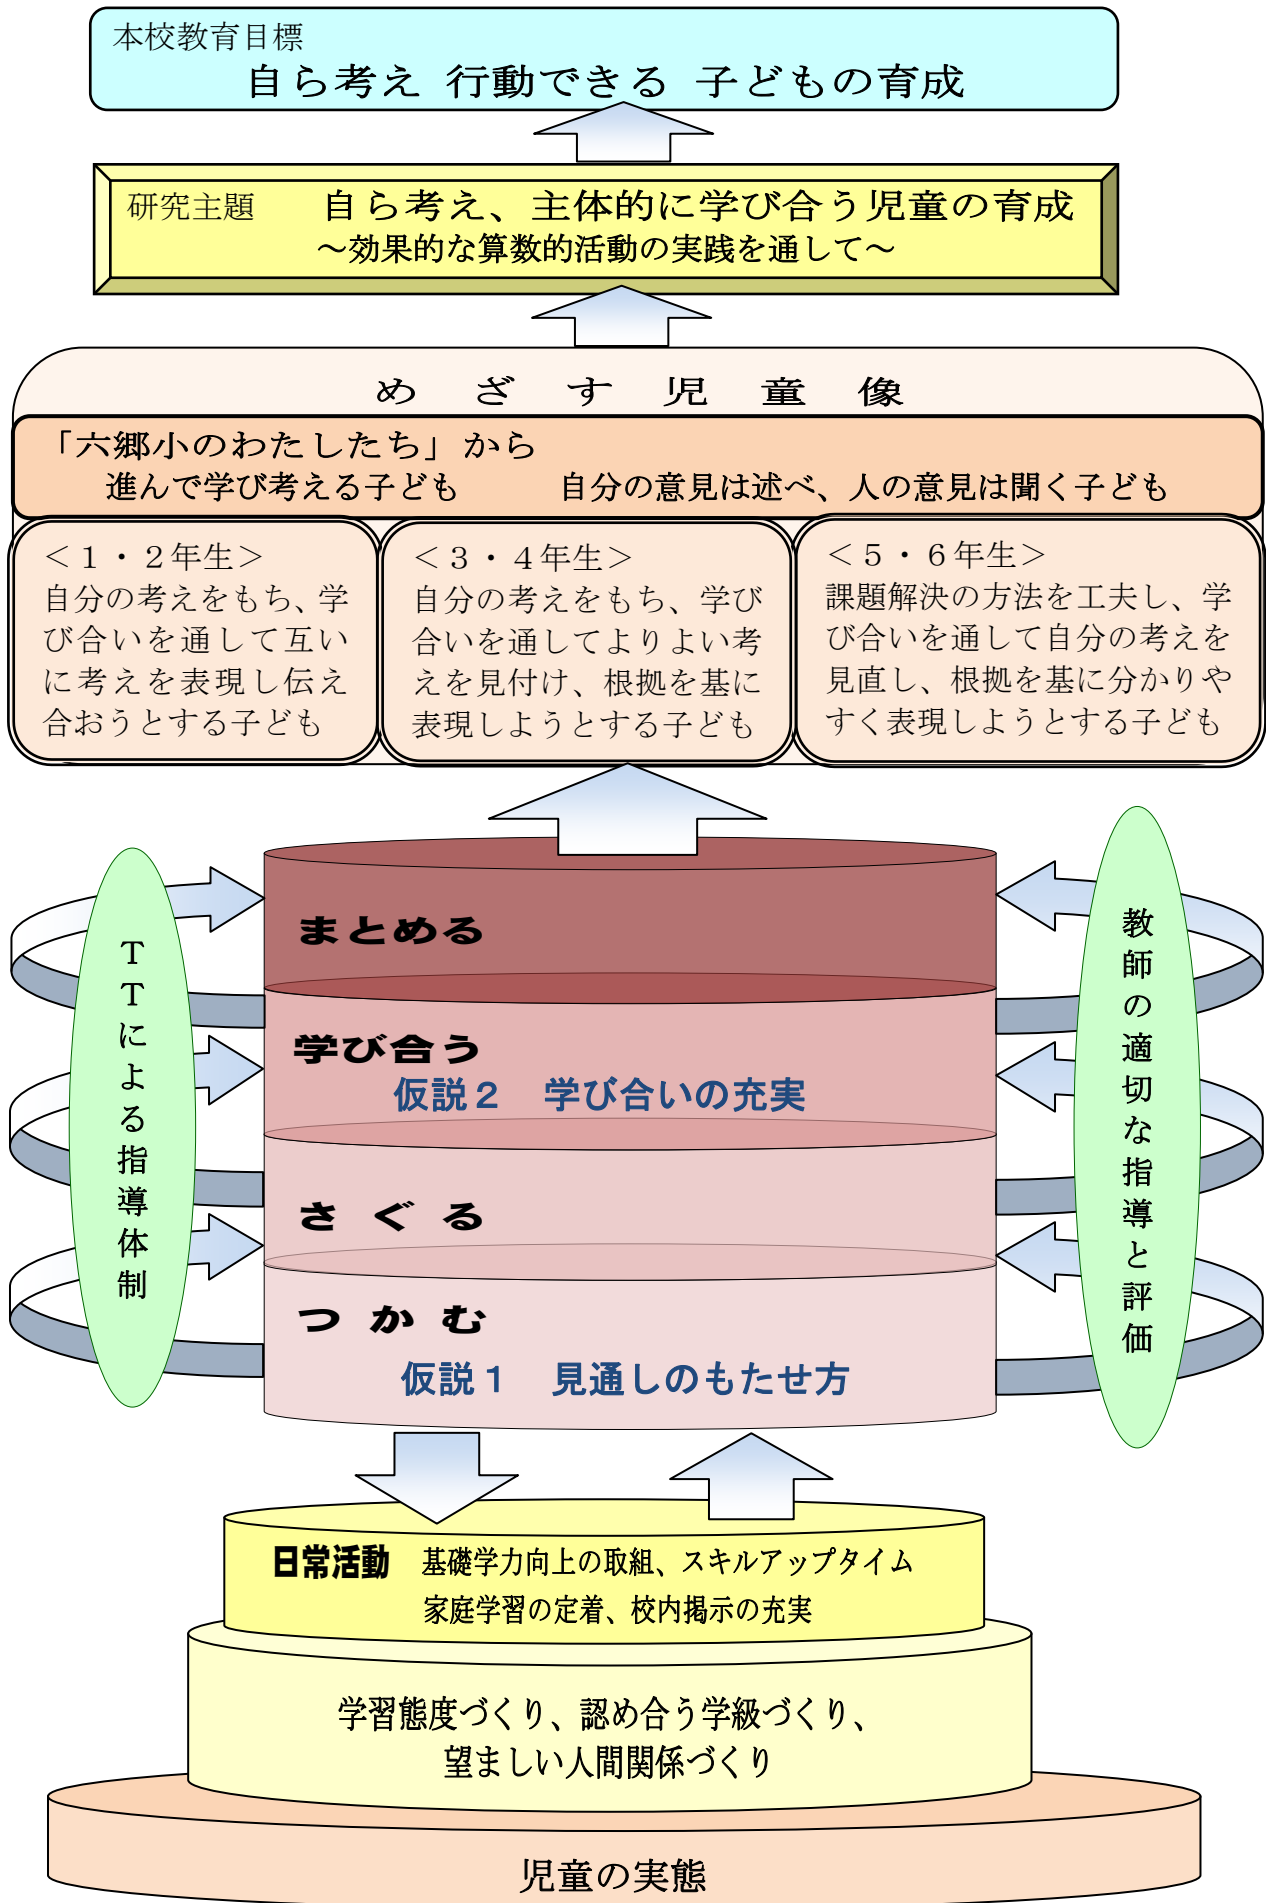 本校教育目標
自ら考え 行動できる 子どもの育成
研究主題 自ら考え、主体的に学び合う児童の育成
～効果的な算数的活動の実践を通して～
めざす児童像
「六郷小のわたしたち」から
進んで学び考える子ども 自分の意見は述べ、人の意見は聞く子ども
＜１・２年生＞
自分の考えをもち、学
び合いを通して互い
に考えを表現し伝え
合おうとする子ども
＜３・４年生＞
自分の考えをもち、学び
合いを通してよりよい考
えを見付け、根拠を基に
表現しようとする子ども
＜５・６年生＞
課題解決の方法を工夫し、学
び合いを通して自分の考えを
見直し、根拠を基に分かりや
すく表現しようとする子ども
ＴＴによる指導体制
まとめる
学び合う
仮説２ 学び合いの充実
さぐる
つかむ
仮説１ 見通しのもたせ方
教師の適切な指導と評価
日常活動 基礎学力向上の取組、スキルアップタイム
家庭学習の定着、校内掲示の充実
学習態度づくり、認め合う学級づくり、
望ましい人間関係づくり
児童の実態